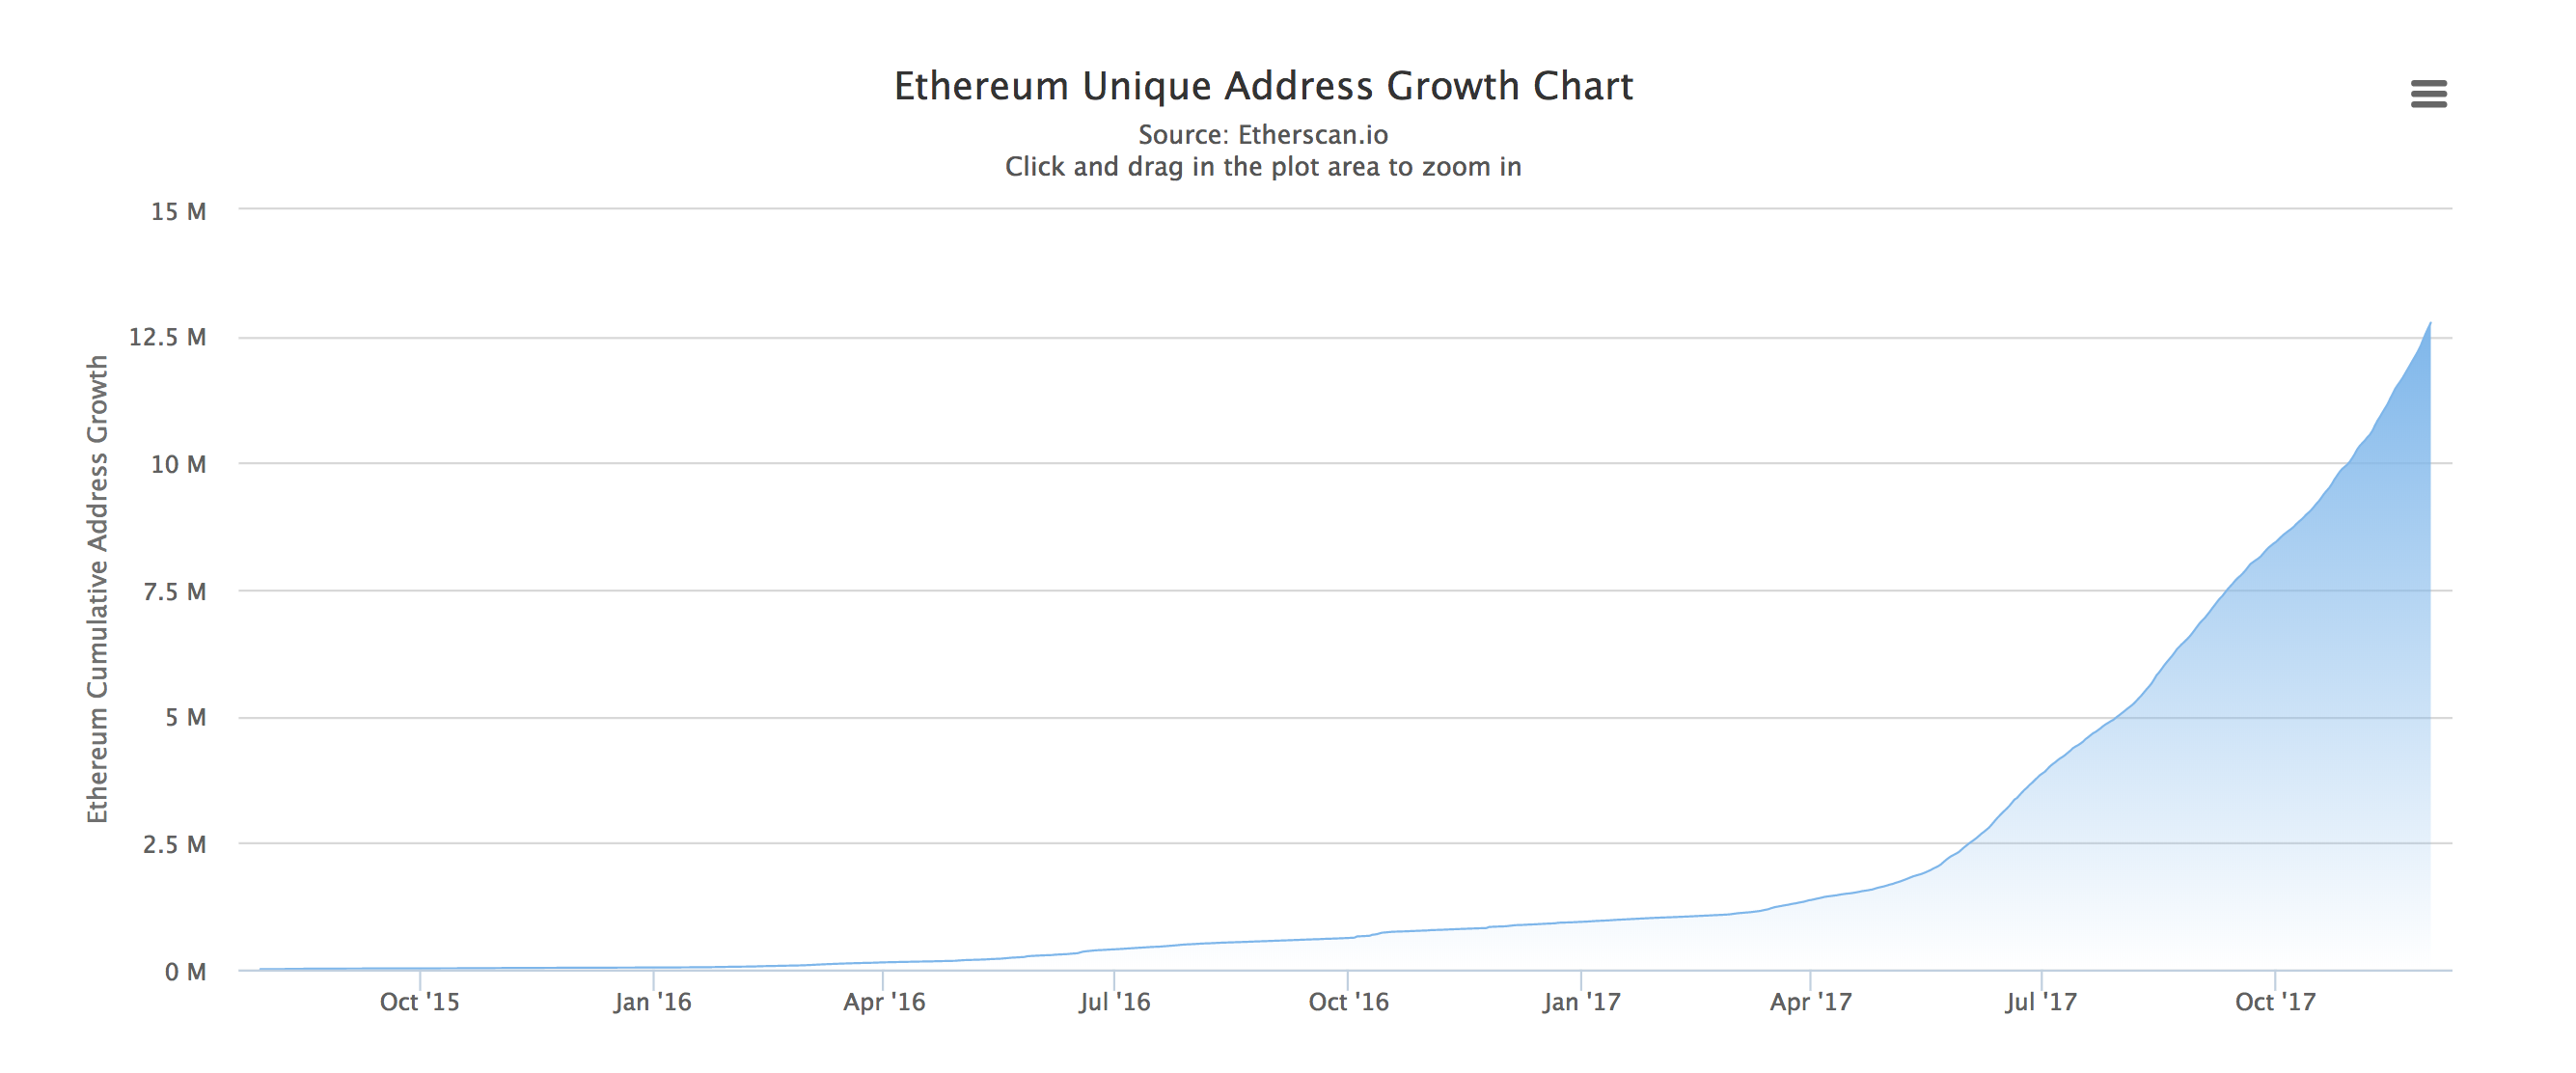 Ethereum Unique Address Growth Chart
Source: Etherscan.io
Click and drag in the plot area to zoom in
Ethereum Cumulative Address Growth
15 M
12.5 M
10 M
7.5 M
5 M
2.5 M
0 M
Oct '15
Jan '16
Apr '16
Jul '16
Oct '16
Jan '17
Apr '17
Jul '17
Oct '17